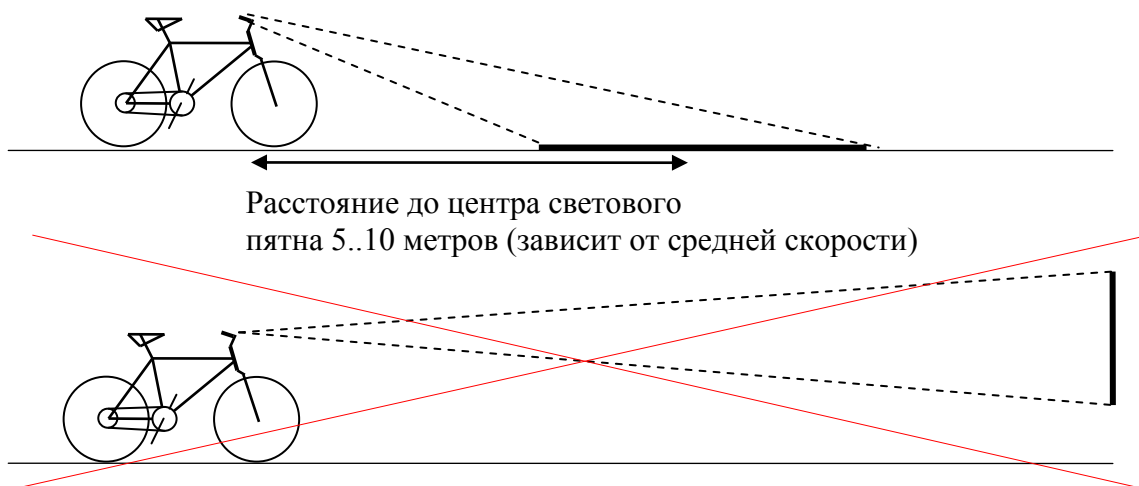 Расстояние до центра светового
пятна 5..10 метров (зависит от средней скорости)